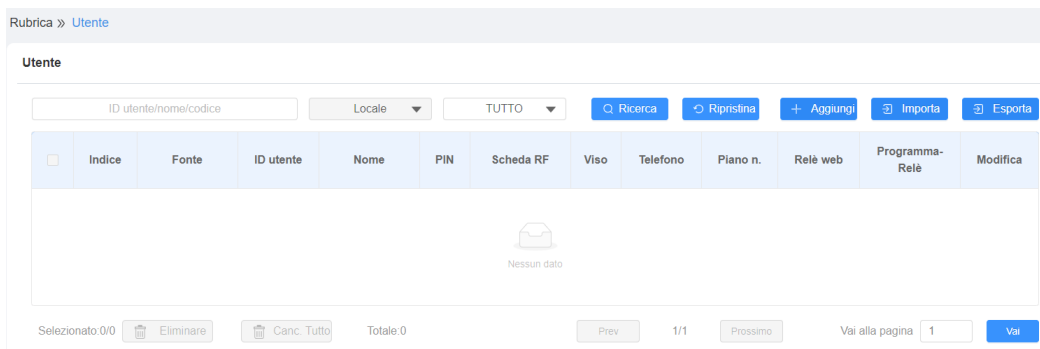 Rubrica » Utente
Utente
ID utente/nome/codice Locale TUTTO Ricerca Ripristina + Aggiungi Importa Esporta
Indice Fonte ID utente Nome PIN Scheda RF Viso Telefono Piano n. Relè web Programma-Relè Modifica
Nessun dato
Selezionato:0/0 Eliminare Canc. Tutto Totale:0 Prev 1/1 Prossimo Vai alla pagina 1 Vai